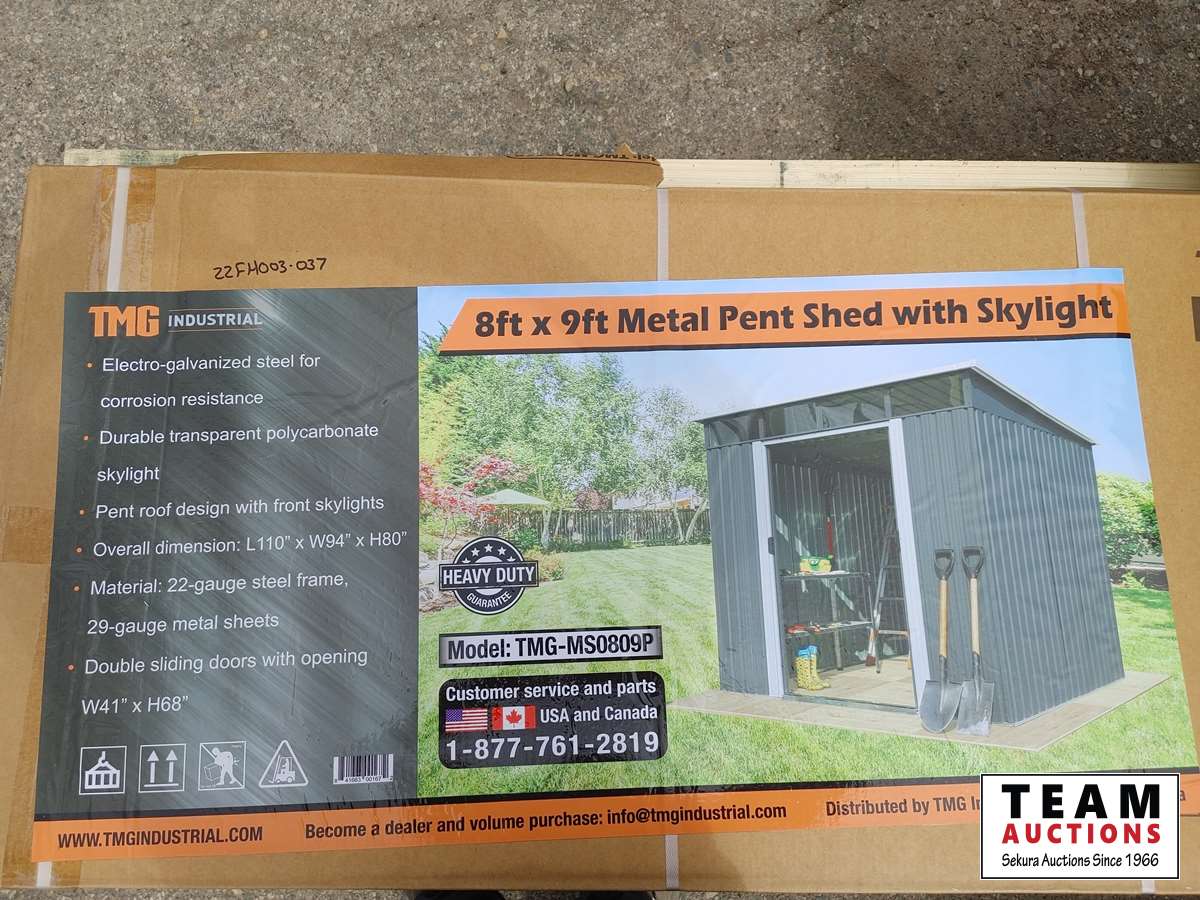 22FH003-037
TMG INDUSTRIAL
8ft x 9ft Metal Pent Shed with Skylight
• Electro-galvanized steel for
corrosion resistance
• Durable transparent polycarbonate
skylight
• Pent roof design with front skylights
• Overall dimension: L110” x W94” x H80”
• Material: 22-gauge steel frame,
29-gauge metal sheets
• Double sliding doors with opening
W41” x H68”
HEAVY DUTY
GUARANTEE
Model: TMG-MS0809P
Customer service and parts
USA and Canada
1-877-761-2819
WWW.TMGINDUSTRIAL.COM
Become a dealer and volume purchase: info@tmgindustrial.com
Distributed by TMG
TEAM
AUCTIONS
Sekura Auctions Since 1966